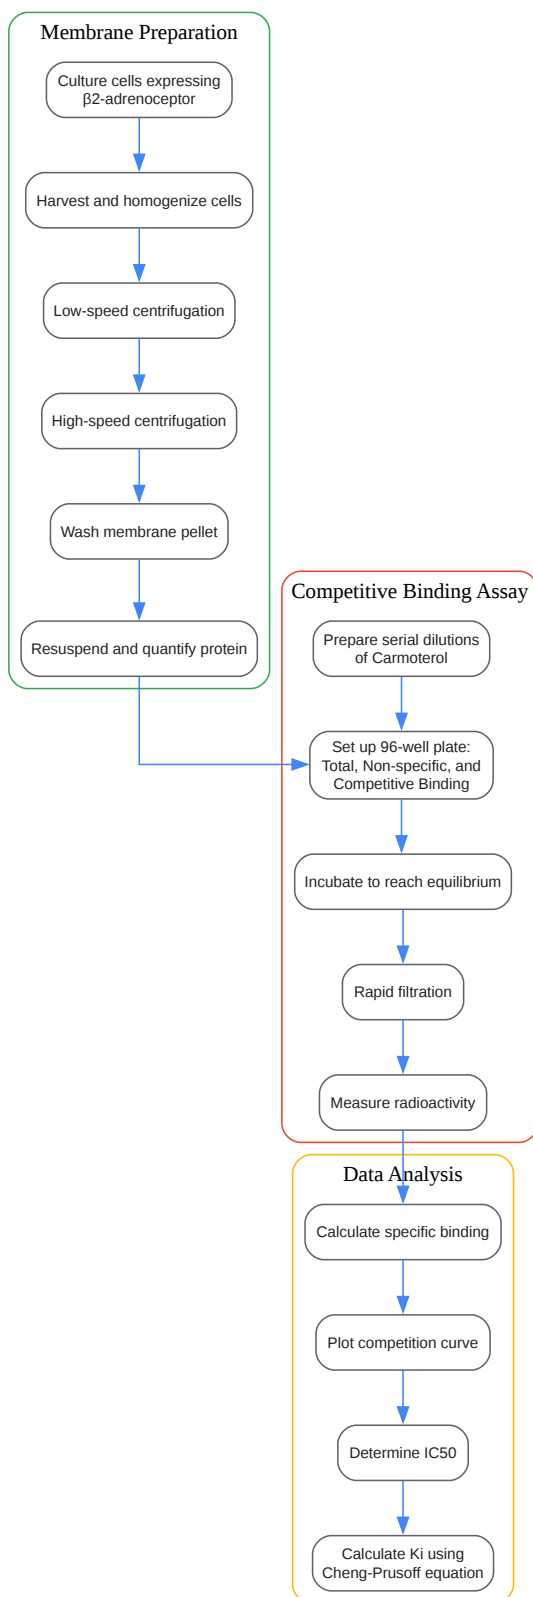 Membrane Preparation
Culture cells expressing
β2-adrenoceptor
Harvest and homogenize cells
Low-speed centrifugation
High-speed centrifugation
Wash membrane pellet
Resuspend and quantify protein
Competitive Binding Assay
Prepare serial dilutions
of Carmoterol
Set up 96-well plate:
Total, Non-specific, and
Competitive Binding
Incubate to reach equilibrium
Rapid filtration
Measure radioactivity
Data Analysis
Calculate specific binding
Plot competition curve
Determine IC50
Calculate Ki using
Cheng-Prusoff equation